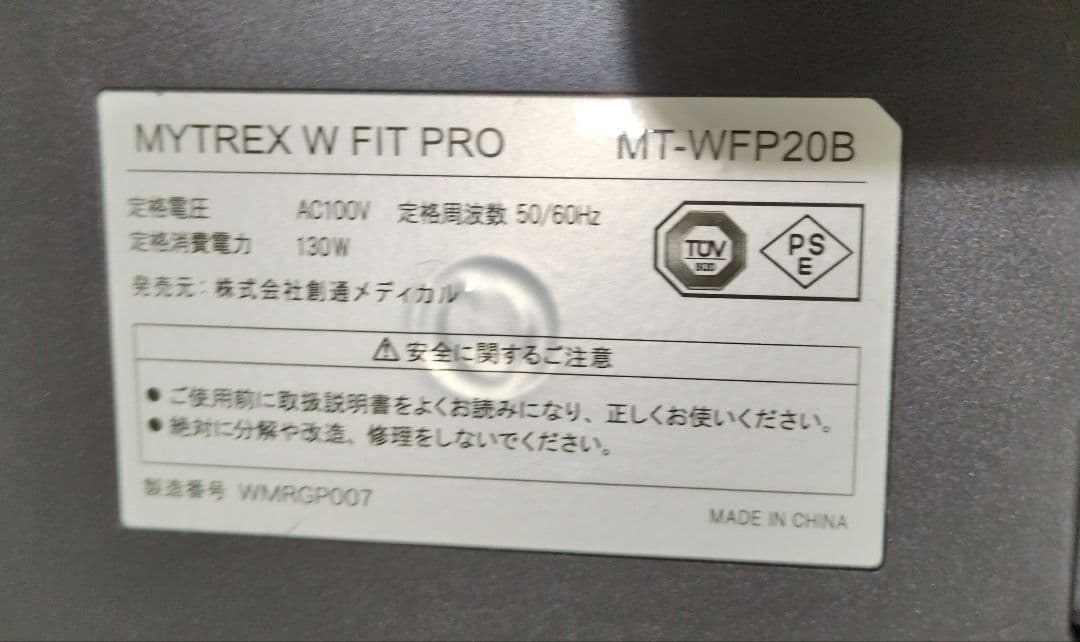 MYTREX W FIT PRO MT-WFP20B
定格電圧 AC100V 定格周波数 50/60Hz
定格消費電力 130W
発売元：株式会社創通メディカル
TÜV
SÜD
PS
E
⚠安全に関するご注意
● ご使用前に取扱説明書をよくお読みになり、正しくお使いください。
● 絶対に分解や改造、修理をしないでください。
製造番号 WMRGP007
MADE IN CHINA